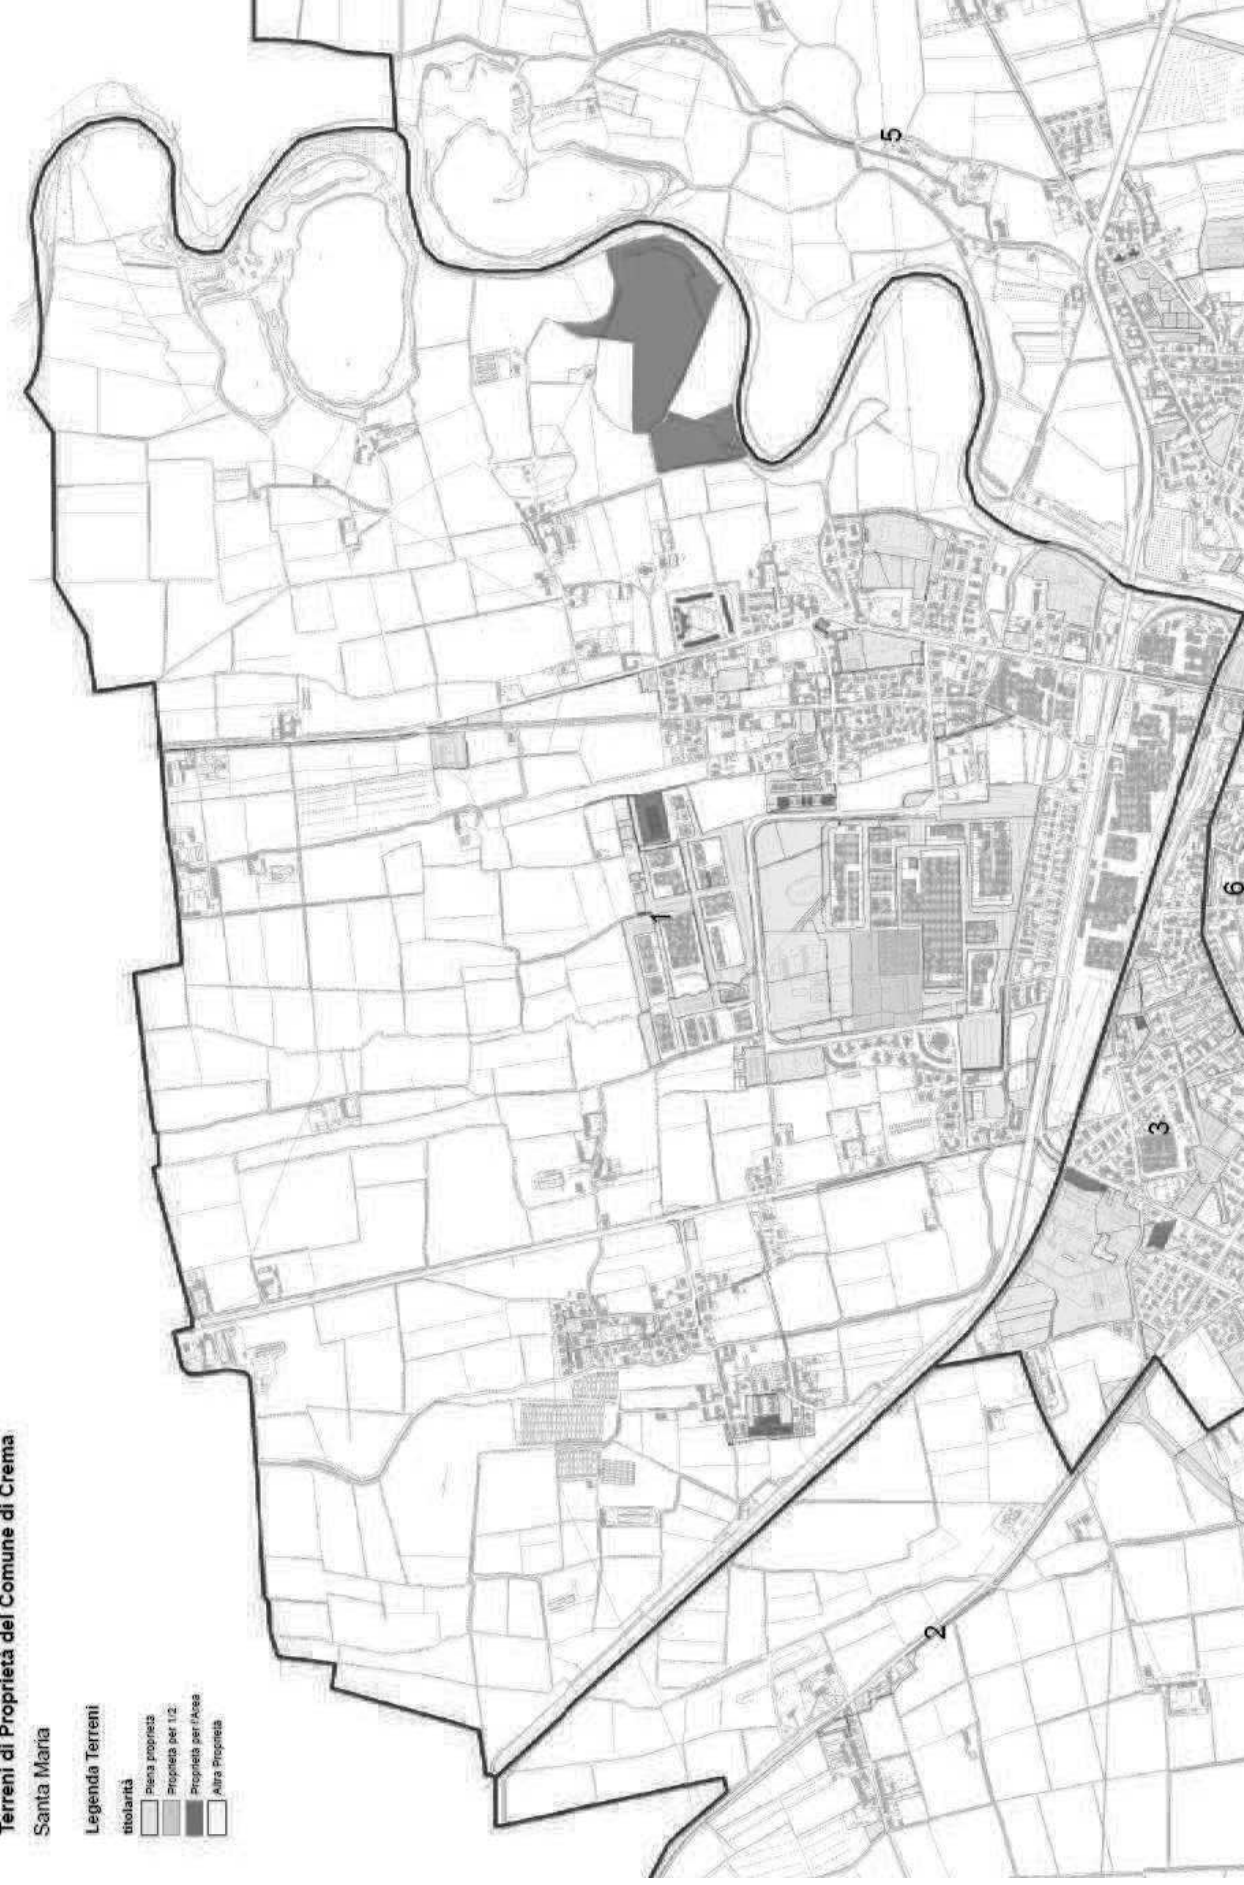 Terreni di Proprietà del Comune di Crema
Santa Maria
Legenda Terreni
titolarità
Piena proprietà
Proprietà per 1/2
Proprietà per l'Area
Altra Proprietà
1
2
3
5
6